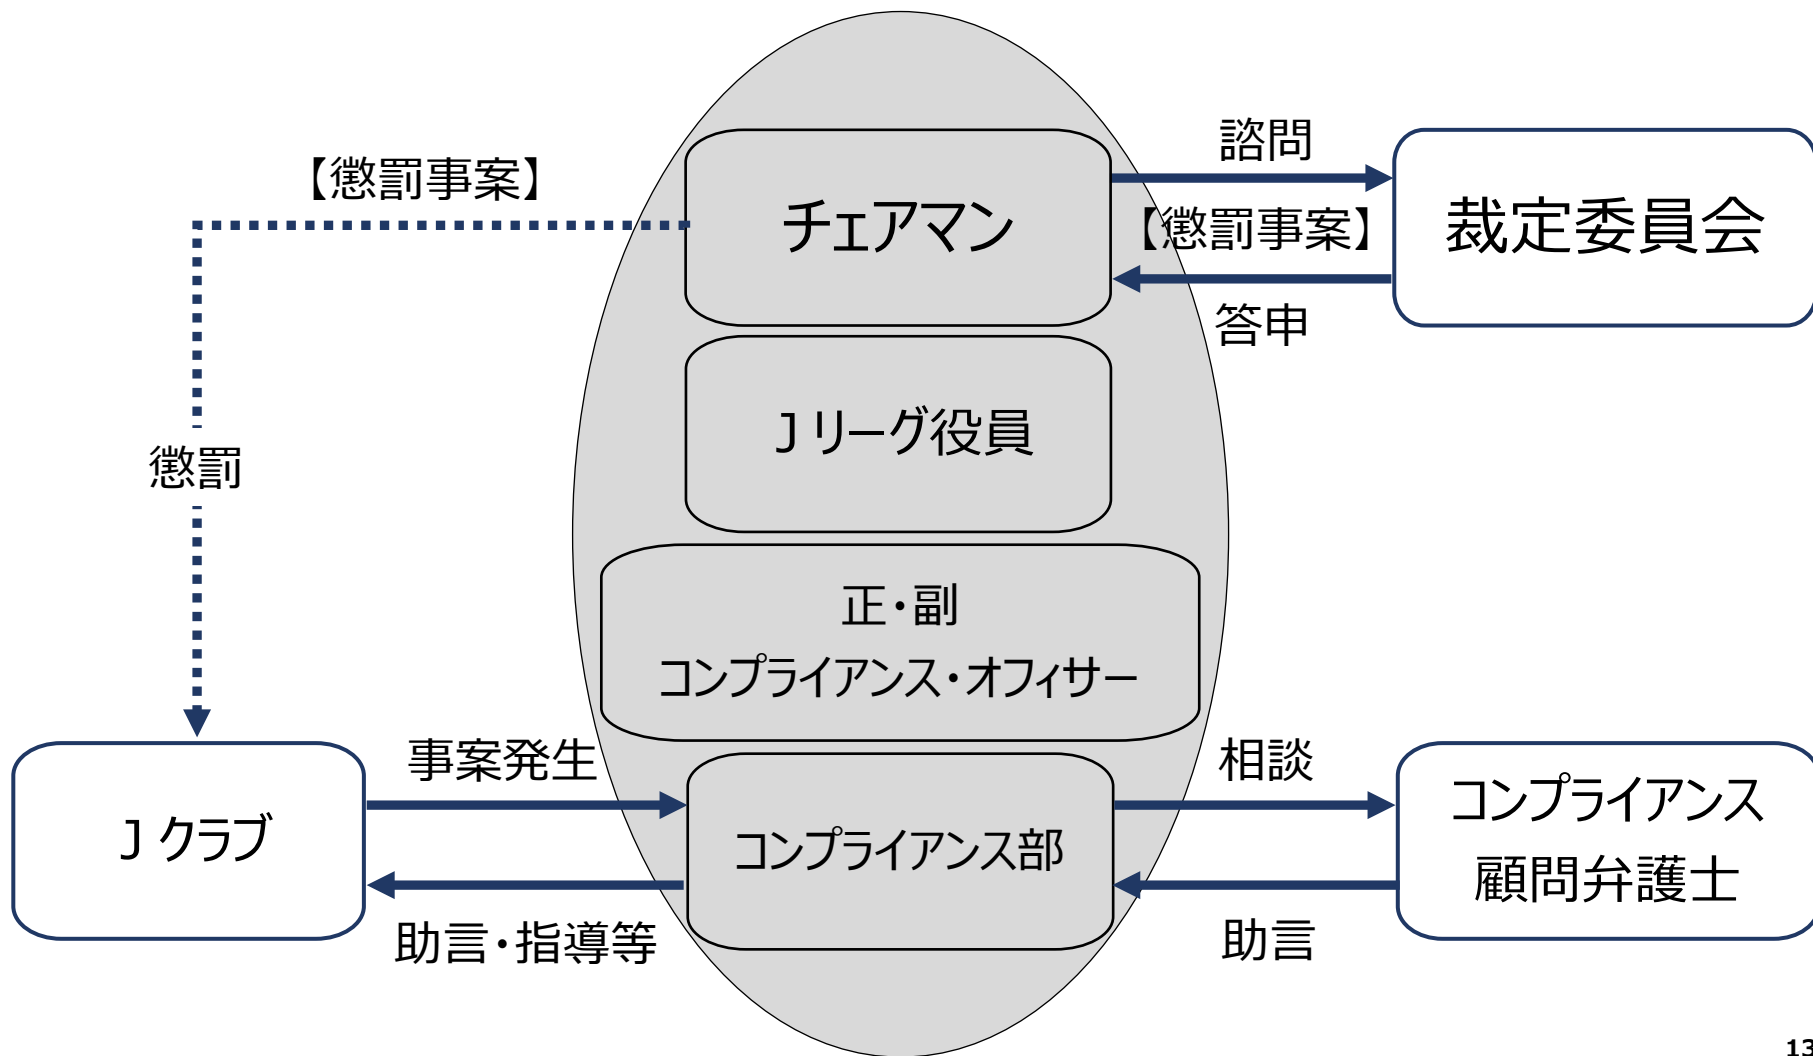 諮問
【懲罰事案】
チェアマン
【懲罰事案】
裁定委員会
答申
Jリーグ役員
懲罰
正・副
コンプライアンス・オフィサー
事案発生
相談
Jクラブ
コンプライアンス部
コンプライアンス
顧問弁護士
助言・指導等
助言
13